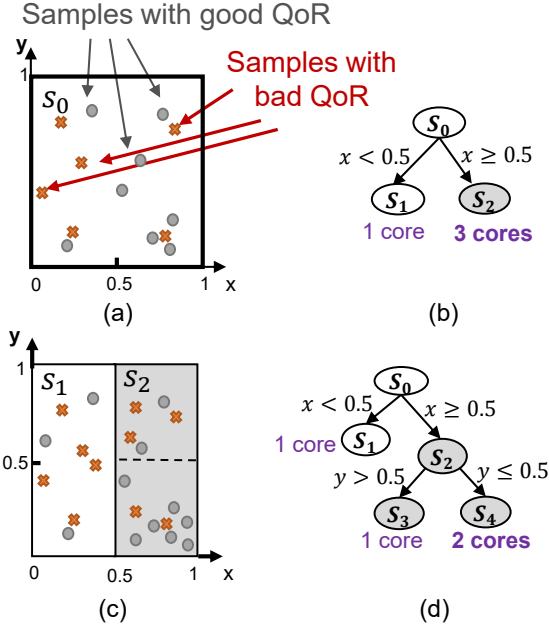 Samples with good QoR
y
1
S0
Samples with
bad QoR
0
0.5
1
x
(a)
S0
x < 0.5
x ≥ 0.5
S1
S2
1 core
3 cores
(b)
y
1
S1
S2
0.5
0
0.5
1
x
(c)
S0
x < 0.5
x ≥ 0.5
1 core
S1
S2
y > 0.5
y ≤ 0.5
S3
S4
1 core
2 cores
(d)